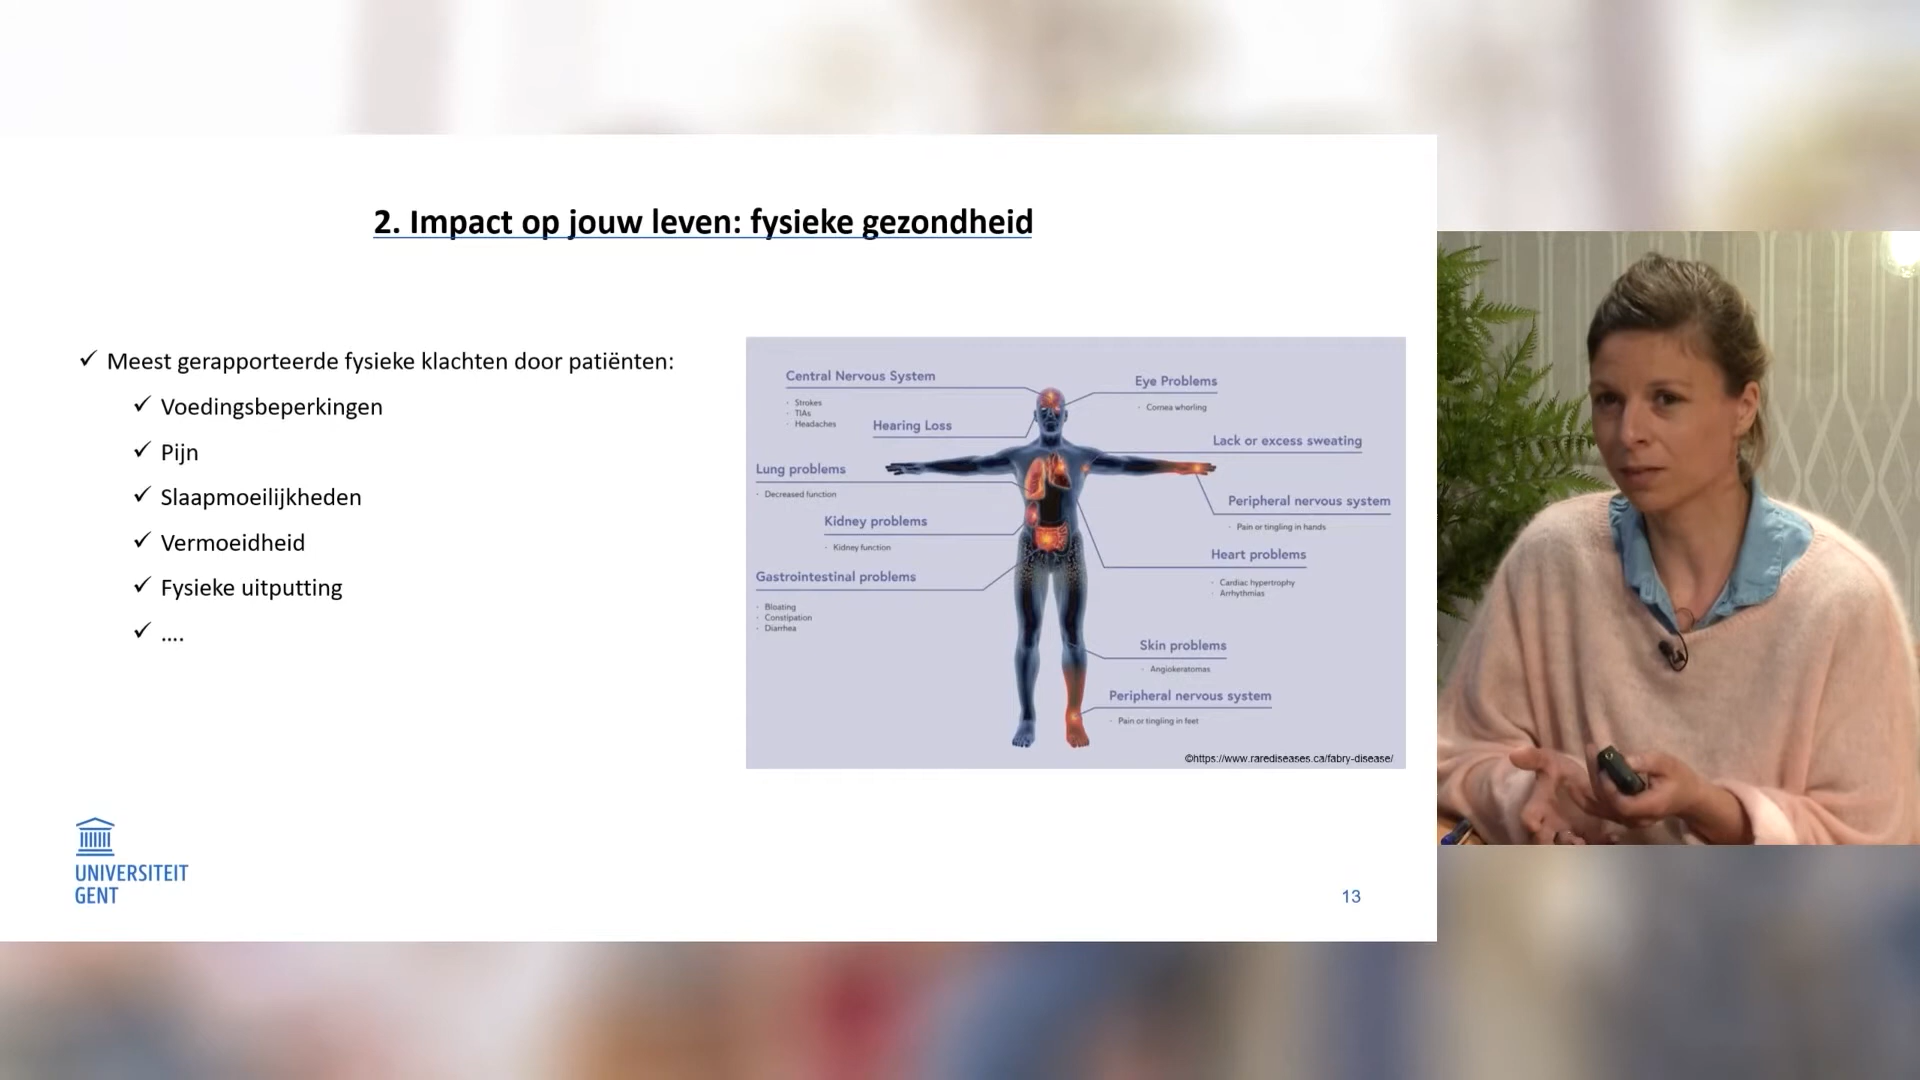 2. Impact op jouw leven: fysieke gezondheid
✓ Meest gerapporteerde fysieke klachten door patiënten:
✓ Voedingsbeperkingen
✓ Pijn
✓ Slaapmoeilijkheden
✓ Vermoeidheid
✓ Fysieke uitputting
✓ ....
Central Nervous System
· Strokes
· TIAs
· Headaches
Hearing Loss
Lung problems
· Decreased function
Kidney problems
· Kidney function
Gastrointestinal problems
· Bloating
· Constipation
· Diarrhea
Eye Problems
· Cornea whorling
Lack or excess sweating
Peripheral nervous system
· Pain or tingling in hands
Heart problems
· Cardiac hypertrophy
· Arrhythmias
Skin problems
· Angiokeratomas
Peripheral nervous system
· Pain or tingling in feet
©https://www.rarediseases.ca/fabry-disease/
UNIVERSITEIT
GENT
13